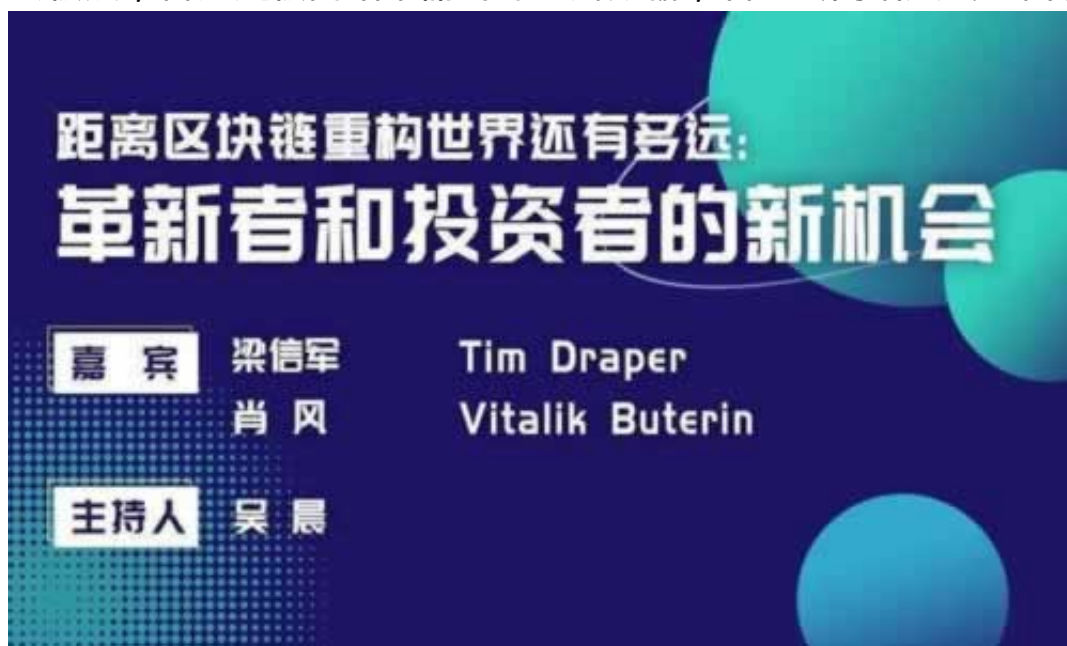 距离区块链重构世界还有多远:
革新者和投资者的新机会
嘉 宾 梁信军 Tim Draper
肖 风 Vitalik Buterin
主持人 吴 晨